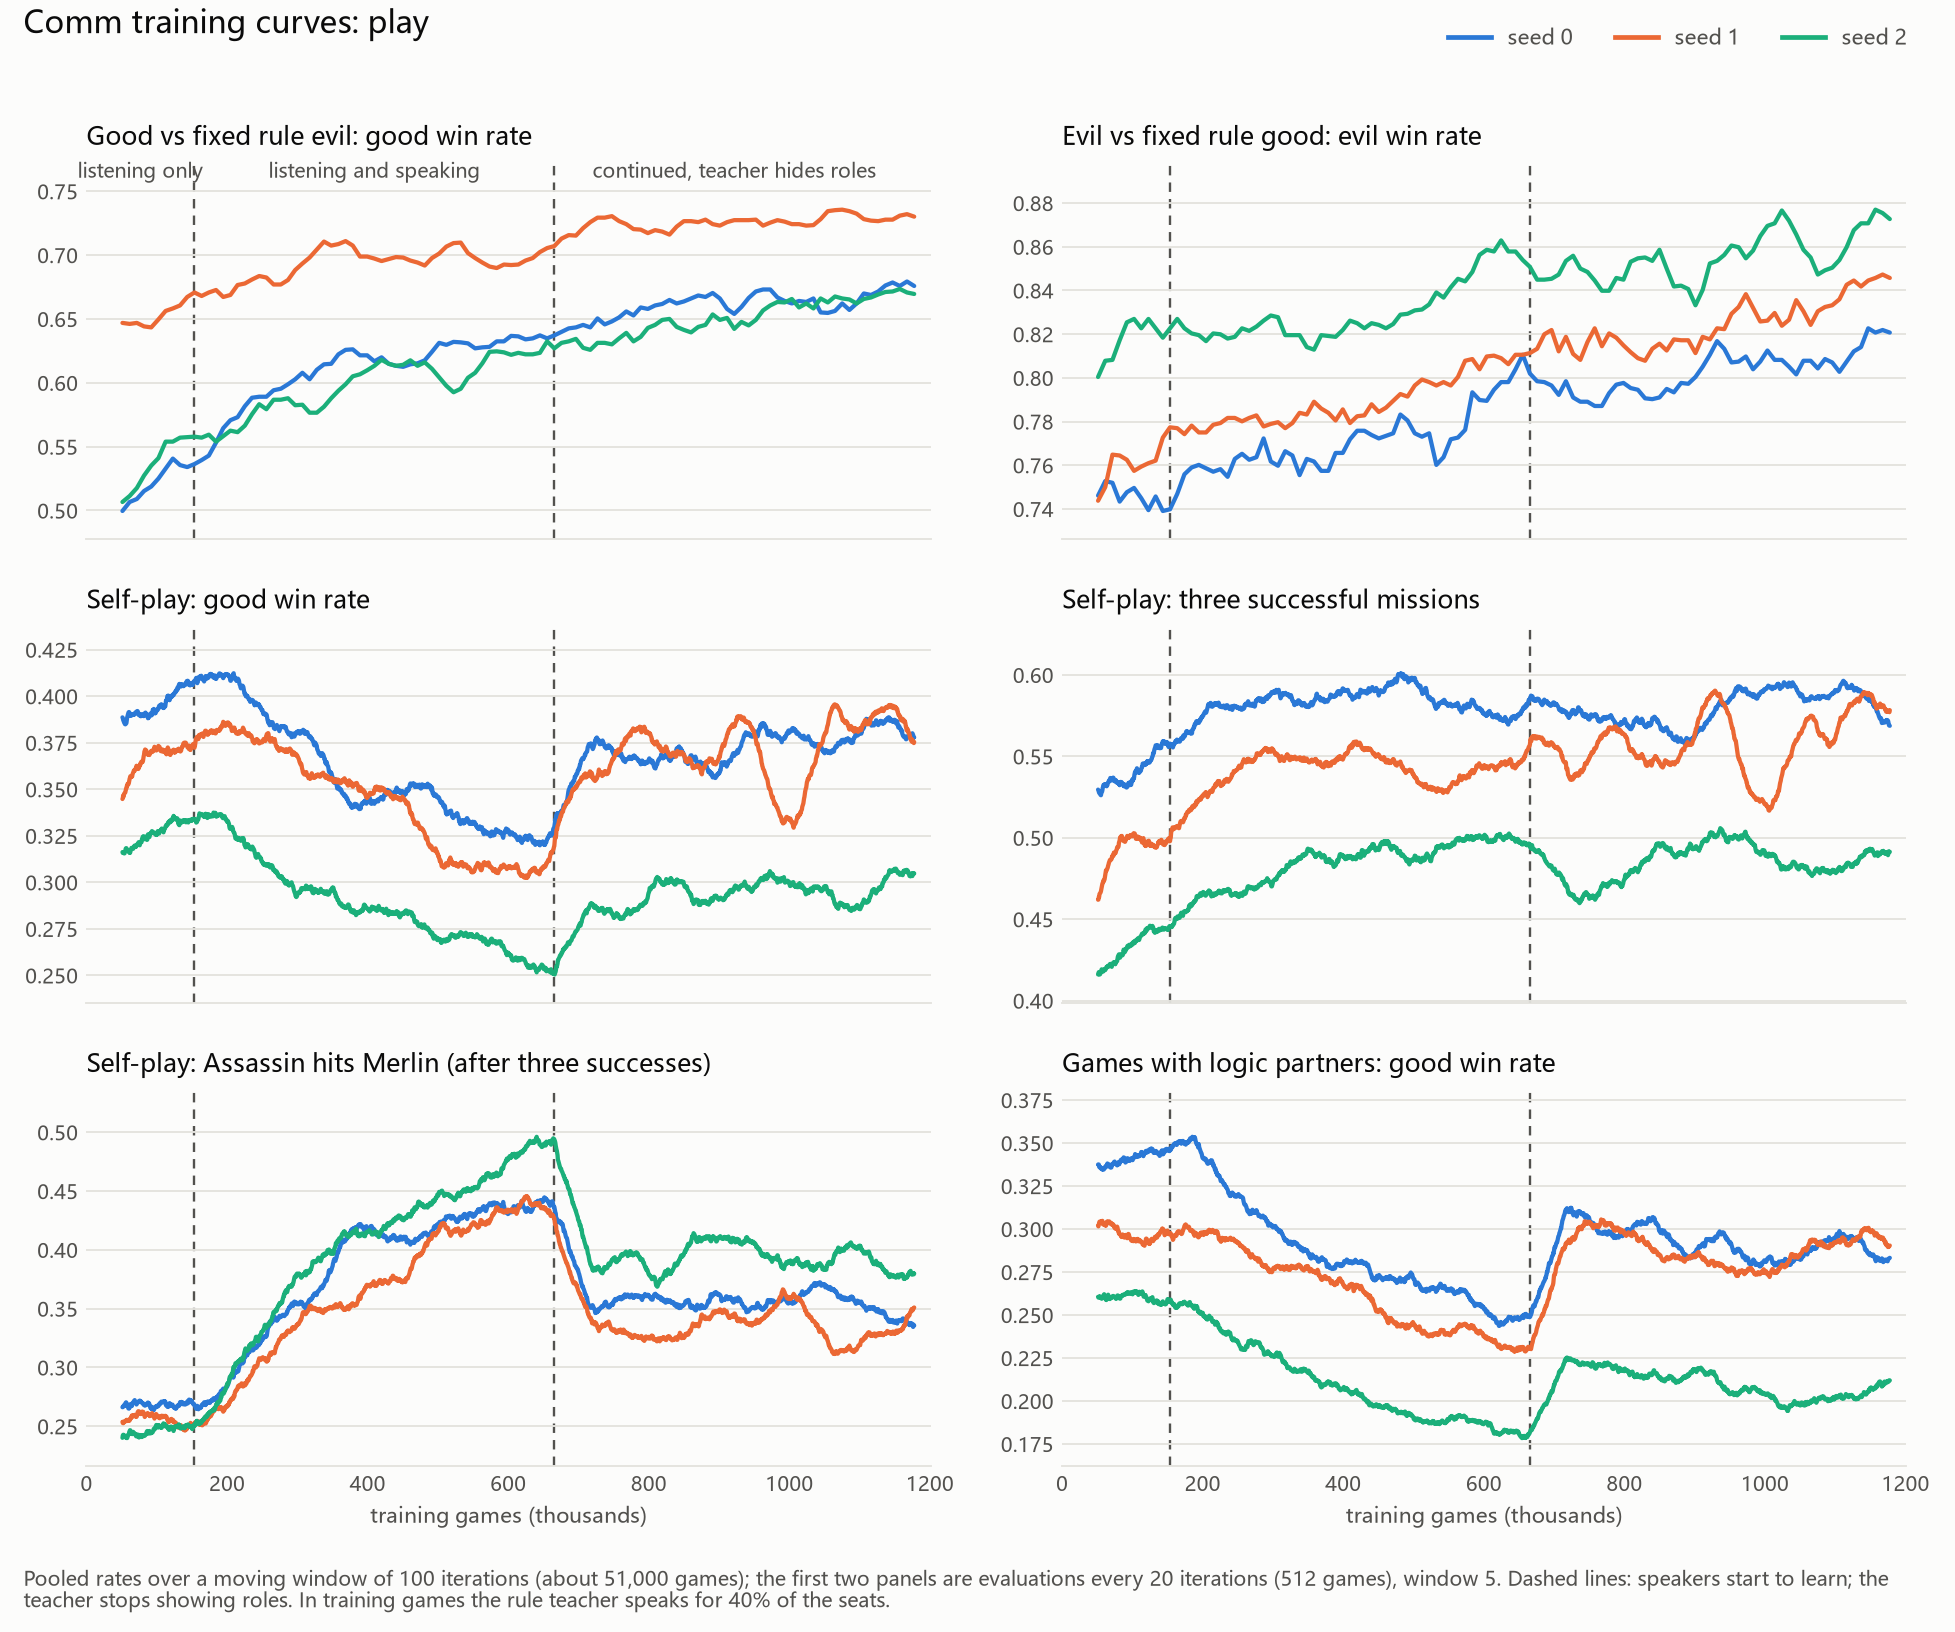 Comm training curves: play
seed 0
seed 1
seed 2
Good vs fixed rule evil: good win rate
listening only
listening and speaking
continued, teacher hides roles
0.75
0.70
0.65
0.60
0.55
0.50
Evil vs fixed rule good: evil win rate
0.88
0.86
0.84
0.82
0.80
0.78
0.76
0.74
Self-play: good win rate
0.425
0.400
0.375
0.350
0.325
0.300
0.275
0.250
Self-play: three successful missions
0.60
0.55
0.50
0.45
0.40
Self-play: Assassin hits Merlin (after three successes)
0.50
0.45
0.40
0.35
0.30
0.25
0 200 400 600 800 1000 1200
training games (thousands)
Games with logic partners: good win rate
0.375
0.350
0.325
0.300
0.275
0.250
0.225
0.200
0.175
0 200 400 600 800 1000 1200
training games (thousands)
Pooled rates over a moving window of 100 iterations (about 51,000 games); the first two panels are evaluations every 20 iterations (512 games), window 5. Dashed lines: speakers start to learn; the
teacher stops showing roles. In training games the rule teacher speaks for 40% of the seats.